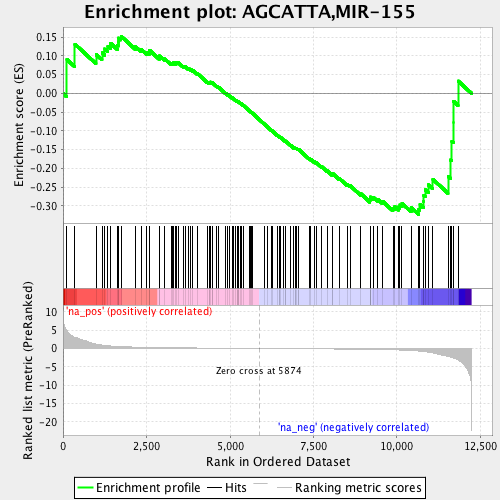 Enrichment plot: AGCATTA,MIR-155
Enrichment score (ES)
0.15
0.10
0.05
0.00
-0.05
-0.10
-0.15
-0.20
-0.25
-0.30
'na_pos' (positively correlated)
Ranked list metric (PreRanked)
10
5
0
-5
-10
-15
-20
Zero cross at 5874
'na_neg' (negatively correlated)
0
2,500
5,000
7,500
10,000
12,500
Rank in Ordered Dataset
Enrichment profile
Hits
Ranking metric scores